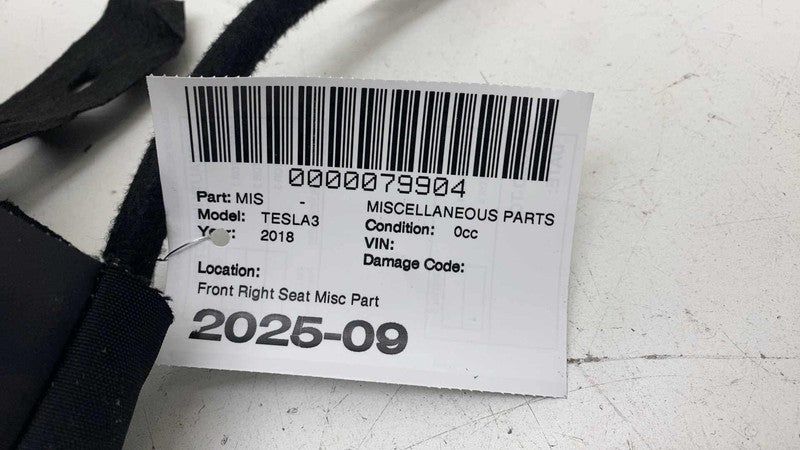 0000079904
Part: MIS - MISCELLANEOUS PARTS
Model: TESLA3 Condition: 0cc
2018 VIN:
Damage Code:
Location:
Front Right Seat Misc Part
2025-09